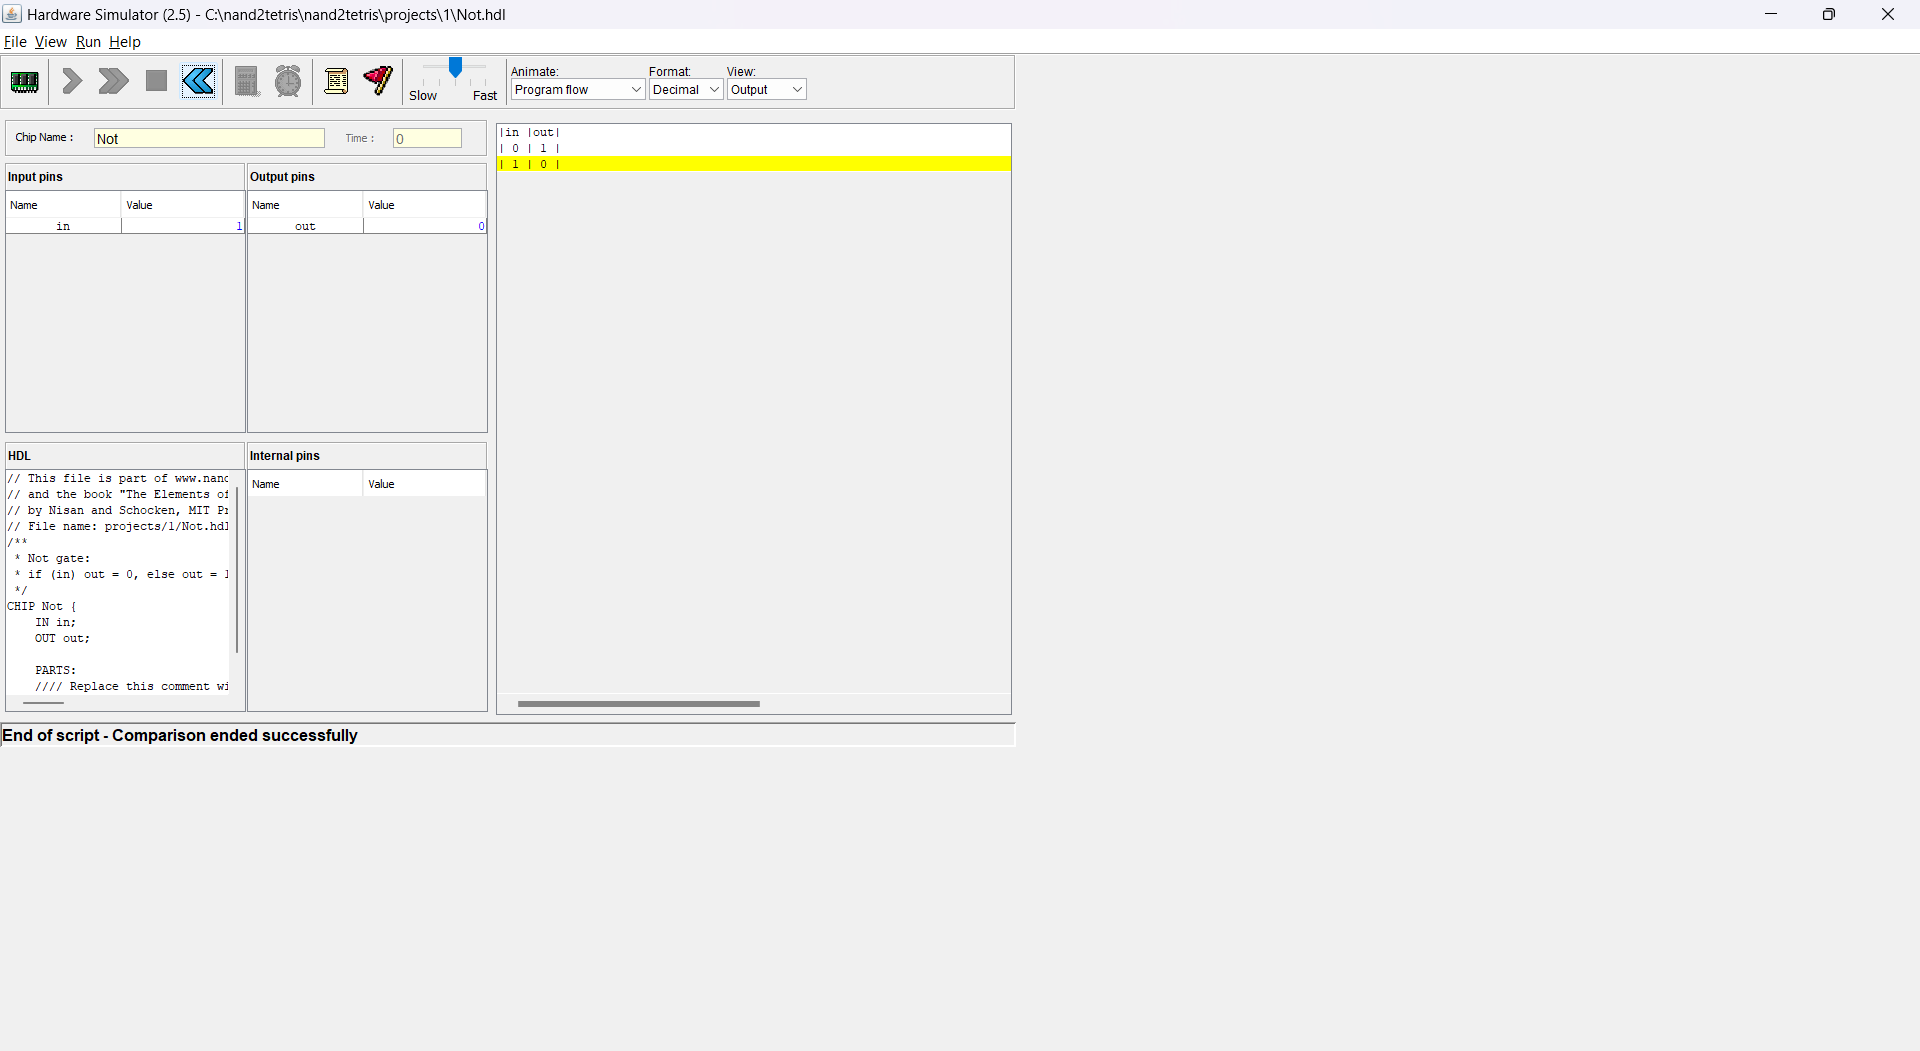 Hardware Simulator (2.5) - C:\nand2tetris\nand2tetris\projects\1\Not.hdl
File View Run Help
Slow Fast
Animate: Format: View:
Program flow Decimal Output
Chip Name : Not Time : 0
Input pins
Name Value
in 1
Output pins
Name Value
out 0
HDL
// This file is part of www.nand
// and the book "The Elements of
// by Nisan and Schocken, MIT Pr
// File name: projects/1/Not.hdl
/**
* Not gate:
* if (in) out = 0, else out = 1
*/
CHIP Not {
IN in;
OUT out;
PARTS:
//// Replace this comment wi
Internal pins
Name Value
|in |out|
| 0 | 1 |
| 1 | 0 |
End of script - Comparison ended successfully